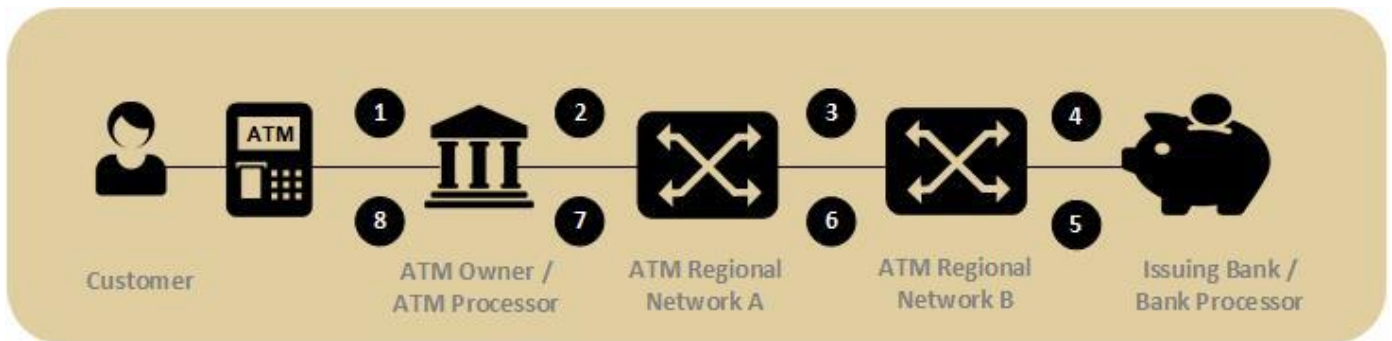 1
2
3
4
ATM
8
7
6
5
Customer
ATM Owner /
ATM Processor
ATM Regional
Network A
ATM Regional
Network B
Issuing Bank /
Bank Processor